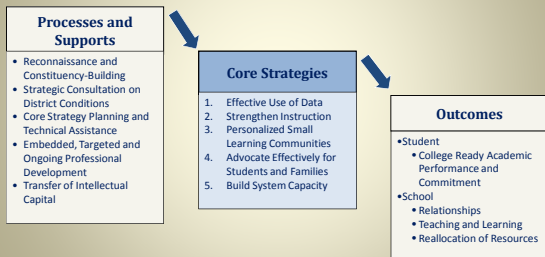 Processes and
Supports
• Reconnaissance and
Constituency-Building
• Strategic Consultation on
District Conditions
• Core Strategy Planning and
Technical Assistance
• Embedded, Targeted and
Ongoing Professional
Development
• Transfer of Intellectual
Capital
Core Strategies
1. Effective Use of Data
2. Strengthen Instruction
3. Personalized Small
Learning Communities
4. Advocate Effectively for
Students and Families
5. Build System Capacity
Outcomes
•Student
• College Ready Academic
Performance and
Commitment
•School
• Relationships
• Teaching and Learning
• Reallocation of Resources